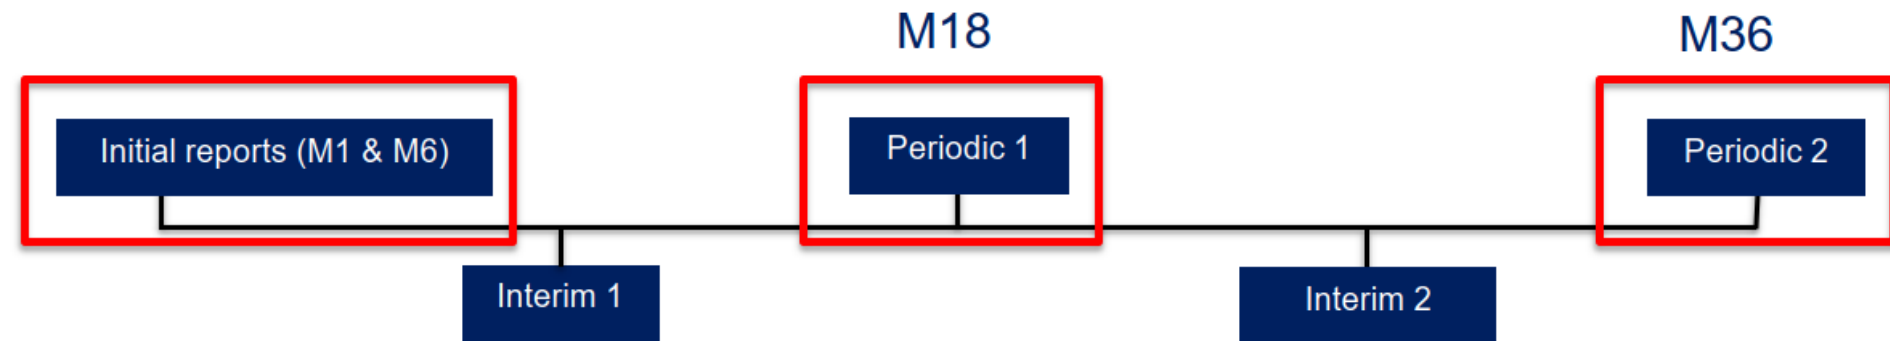 M18
M36
Initial reports (M1 & M6)
Periodic 1
Periodic 2
Interim 1
Interim 2